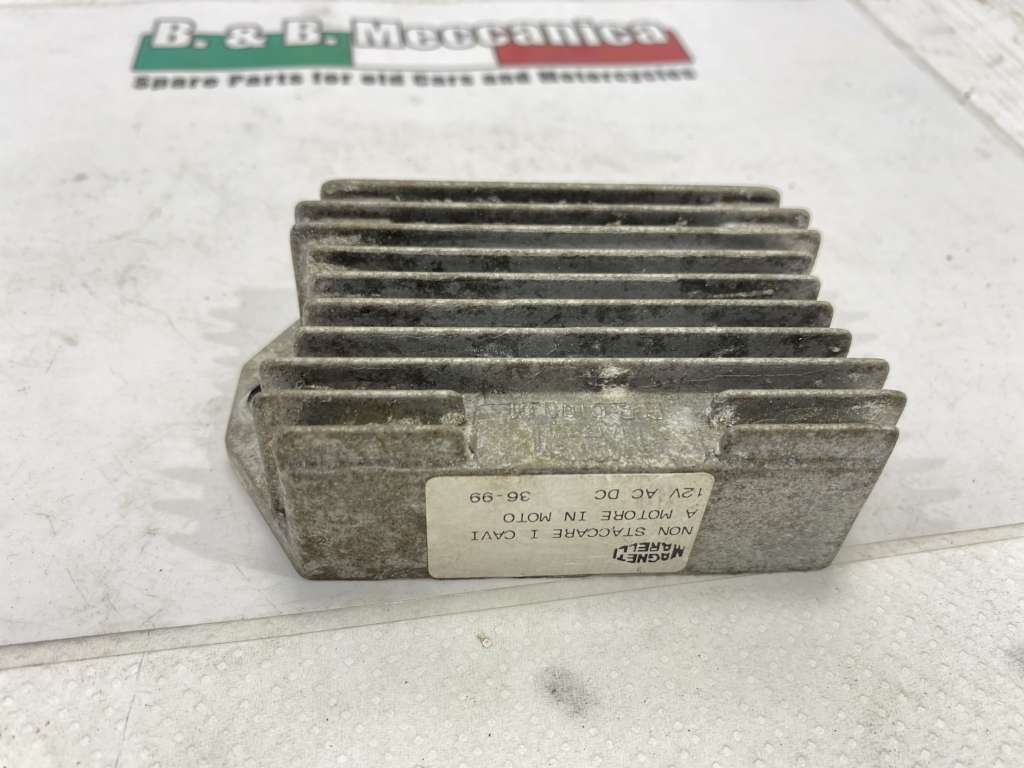 B. & B. Meccanica
Spare Parts for old Cars and Motorcycles
MAGNETI
MARELLI
NON STACCARE I CAVI
A MOTORE IN MOTO
12V AC DC 36-99